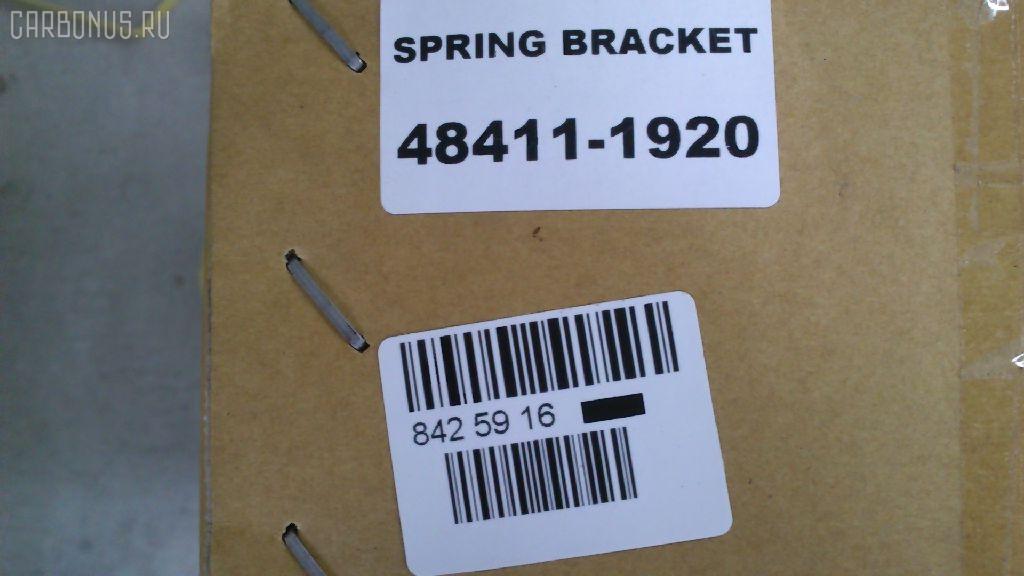 CARBONUS.RU
SPRING BRACKET
48411-1920
842 59 16